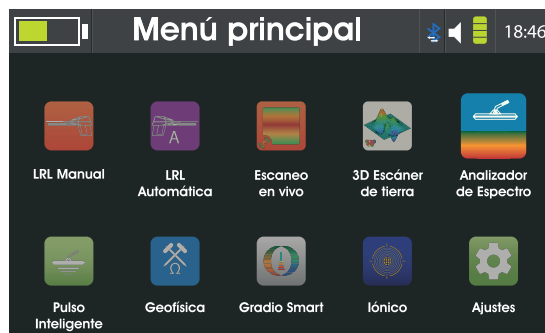 Menú principal
18:46
LRL Manual
LRL
Automática
A
Escaneo
en vivo
3D Escáner
de tierra
Analizador
de Espectro
Pulso
Inteligente
Geofísica
Ω
Gradio Smart
Iónico
Ajustes